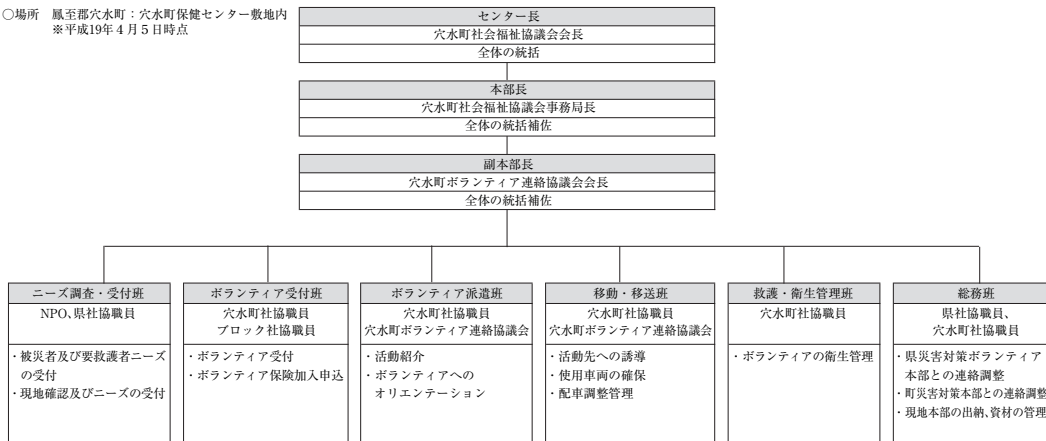 ○場所　鳳至郡穴水町：穴水町保健センター敷地内
※平成19年４月５日時点
センター長
穴水町社会福祉協議会会長
全体の統括
本部長
穴水町社会福祉協議会事務局長
全体の統括補佐
副本部長
穴水町ボランティア連絡協議会会長
全体の統括補佐
ニーズ調査・受付班
NPO、県社協職員
・被災者及び要救護者ニーズ
の受付
・現地確認及びニーズの受付
ボランティア受付班
穴水町社協職員
ブロック社協職員
・ボランティア受付
・ボランティア保険加入申込
ボランティア派遣班
穴水町社協職員
穴水町ボランティア連絡協議会
・活動紹介
・ボランティアへの
オリエンテーション
移動・移送班
穴水町社協職員
穴水町ボランティア連絡協議会
・活動先への誘導
・使用車両の確保
・配車調整管理
救護・衛生管理班
穴水町社協職員
・ボランティアの衛生管理
総務班
県社協職員、
穴水町社協職員
・県災害対策ボランティア
本部との連絡調整
・町災害対策本部との連絡調整
・現地本部の出納、資材の管理